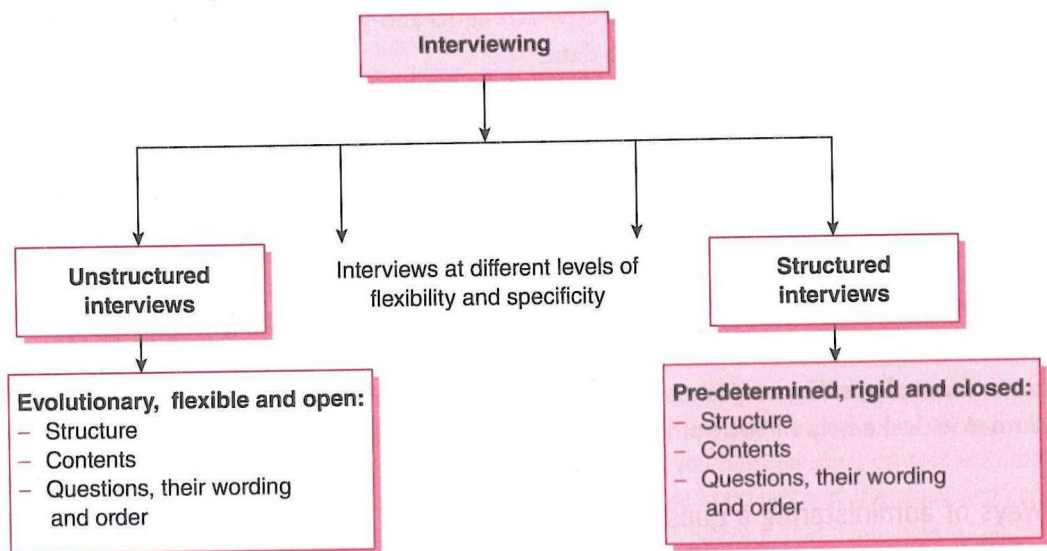 Interviewing
Unstructured
interviews
Interviews at different levels of
flexibility and specificity
Structured
interviews
Evolutionary, flexible and open:
– Structure
– Contents
– Questions, their wording
and order
Pre-determined, rigid and closed:
– Structure
– Contents
– Questions, their wording
and order